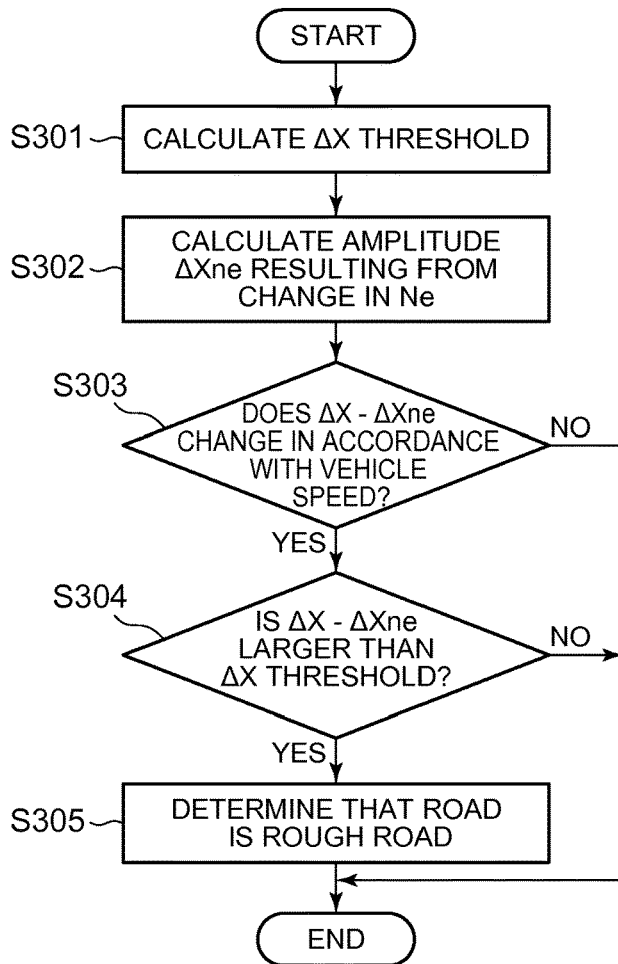 START
S301
CALCULATE ΔX THRESHOLD
S302
CALCULATE AMPLITUDE
ΔXne RESULTING FROM
CHANGE IN Ne
S303
DOES ΔX - ΔXne
CHANGE IN ACCORDANCE
WITH VEHICLE
SPEED?
NO
YES
S304
IS ΔX - ΔXne
LARGER THAN
ΔX THRESHOLD?
NO
YES
S305
DETERMINE THAT ROAD
IS ROUGH ROAD
END